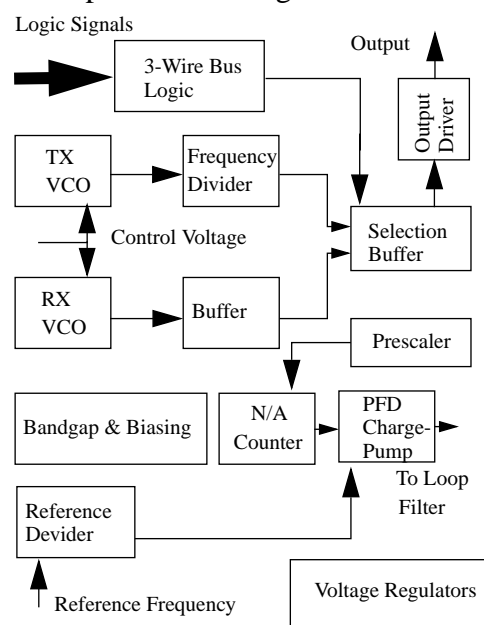 Logic Signals
Output
3-Wire Bus
Logic
Output
Driver
TX
VCO
Frequency
Divider
Control Voltage
Selection
Buffer
RX
VCO
Buffer
Prescaler
Bandgap & Biasing
N/A
Counter
PFD
Charge-
Pump
To Loop
Filter
Reference
Devider
Reference Frequency
Voltage Regulators